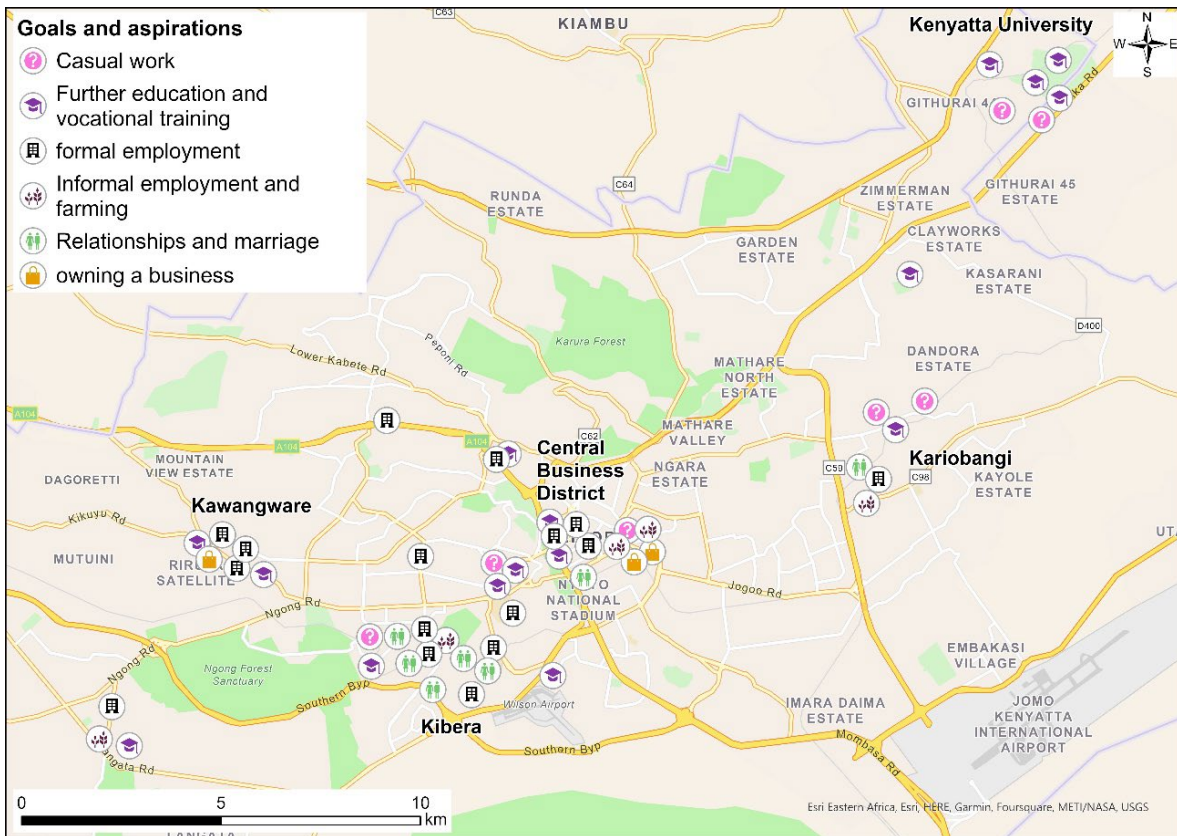 Goals and aspirations
Casual work
Further education and
vocational training
formal employment
Informal employment and
farming
Relationships and marriage
owning a business
C63
KIAMBU
Kenyatta University
N
W
E
S
GITHURAI 4
ika Rd
C64
RUNDA
ESTATE
ZIMMERMAN
ESTATE
GITHURAI 45
ESTATE
GARDEN
ESTATE
CLAYWORKS
ESTATE
KASARANI
ESTATE
Karura Forest
Peponi Rd
Lower Kabete Rd
D400
DANDORA
ESTATE
MATHARE
NORTH
ESTATE
MATHARE
VALLEY
A104
A104
A104
C62
Central
Business
District
MOUNTAIN
VIEW ESTATE
DAGORETTI
NGARA
ESTATE
C59
Kariobangi
C98
KAYOLE
ESTATE
Kawangware
Kikuyu Rd
MUTUINI
SATELLITE
UT
Jogoo Rd
NATIONAL
STADIUM
Ngong Rd
Ngong Forest
Sanctuary
Ngong Rd
Southern Byp
Kibera
Wilson Airport
Southern Byp
EMBAKASI
VILLAGE
IMARA DAIMA
ESTATE
JOMO
KENYATTA
INTERNATIONAL
AIRPORT
Mombasa Rd
angata Rd
0
5
10
km
Esri Eastern Africa, Esri, HERE, Garmin, Foursquare, METI/NASA, USGS